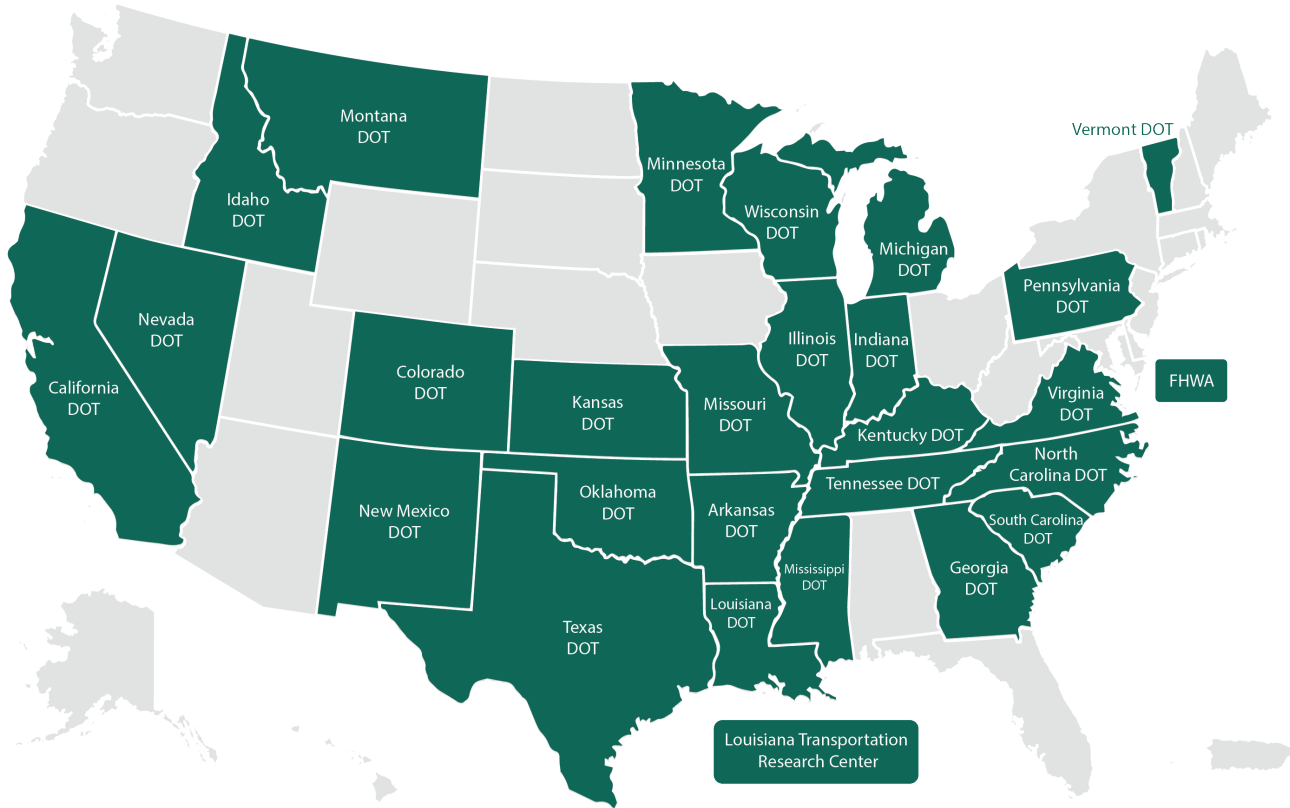 Montana
DOT
Vermont DOT
Minnesota
DOT
Idaho
DOT
Wisconsin
DOT
Michigan
DOT
Pennsylvania
DOT
Nevada
DOT
Illinois
DOT
Indiana
DOT
California
DOT
Colorado
DOT
FHWA
Kansas
DOT
Missouri
DOT
Virginia
DOT
Kentucky DOT
North
Carolina DOT
Tennessee DOT
Oklahoma
DOT
New Mexico
DOT
Arkansas
DOT
South Carolina
DOT
Mississippi
DOT
Georgia
DOT
Louisiana
DOT
Texas
DOT
Louisiana Transportation
Research Center